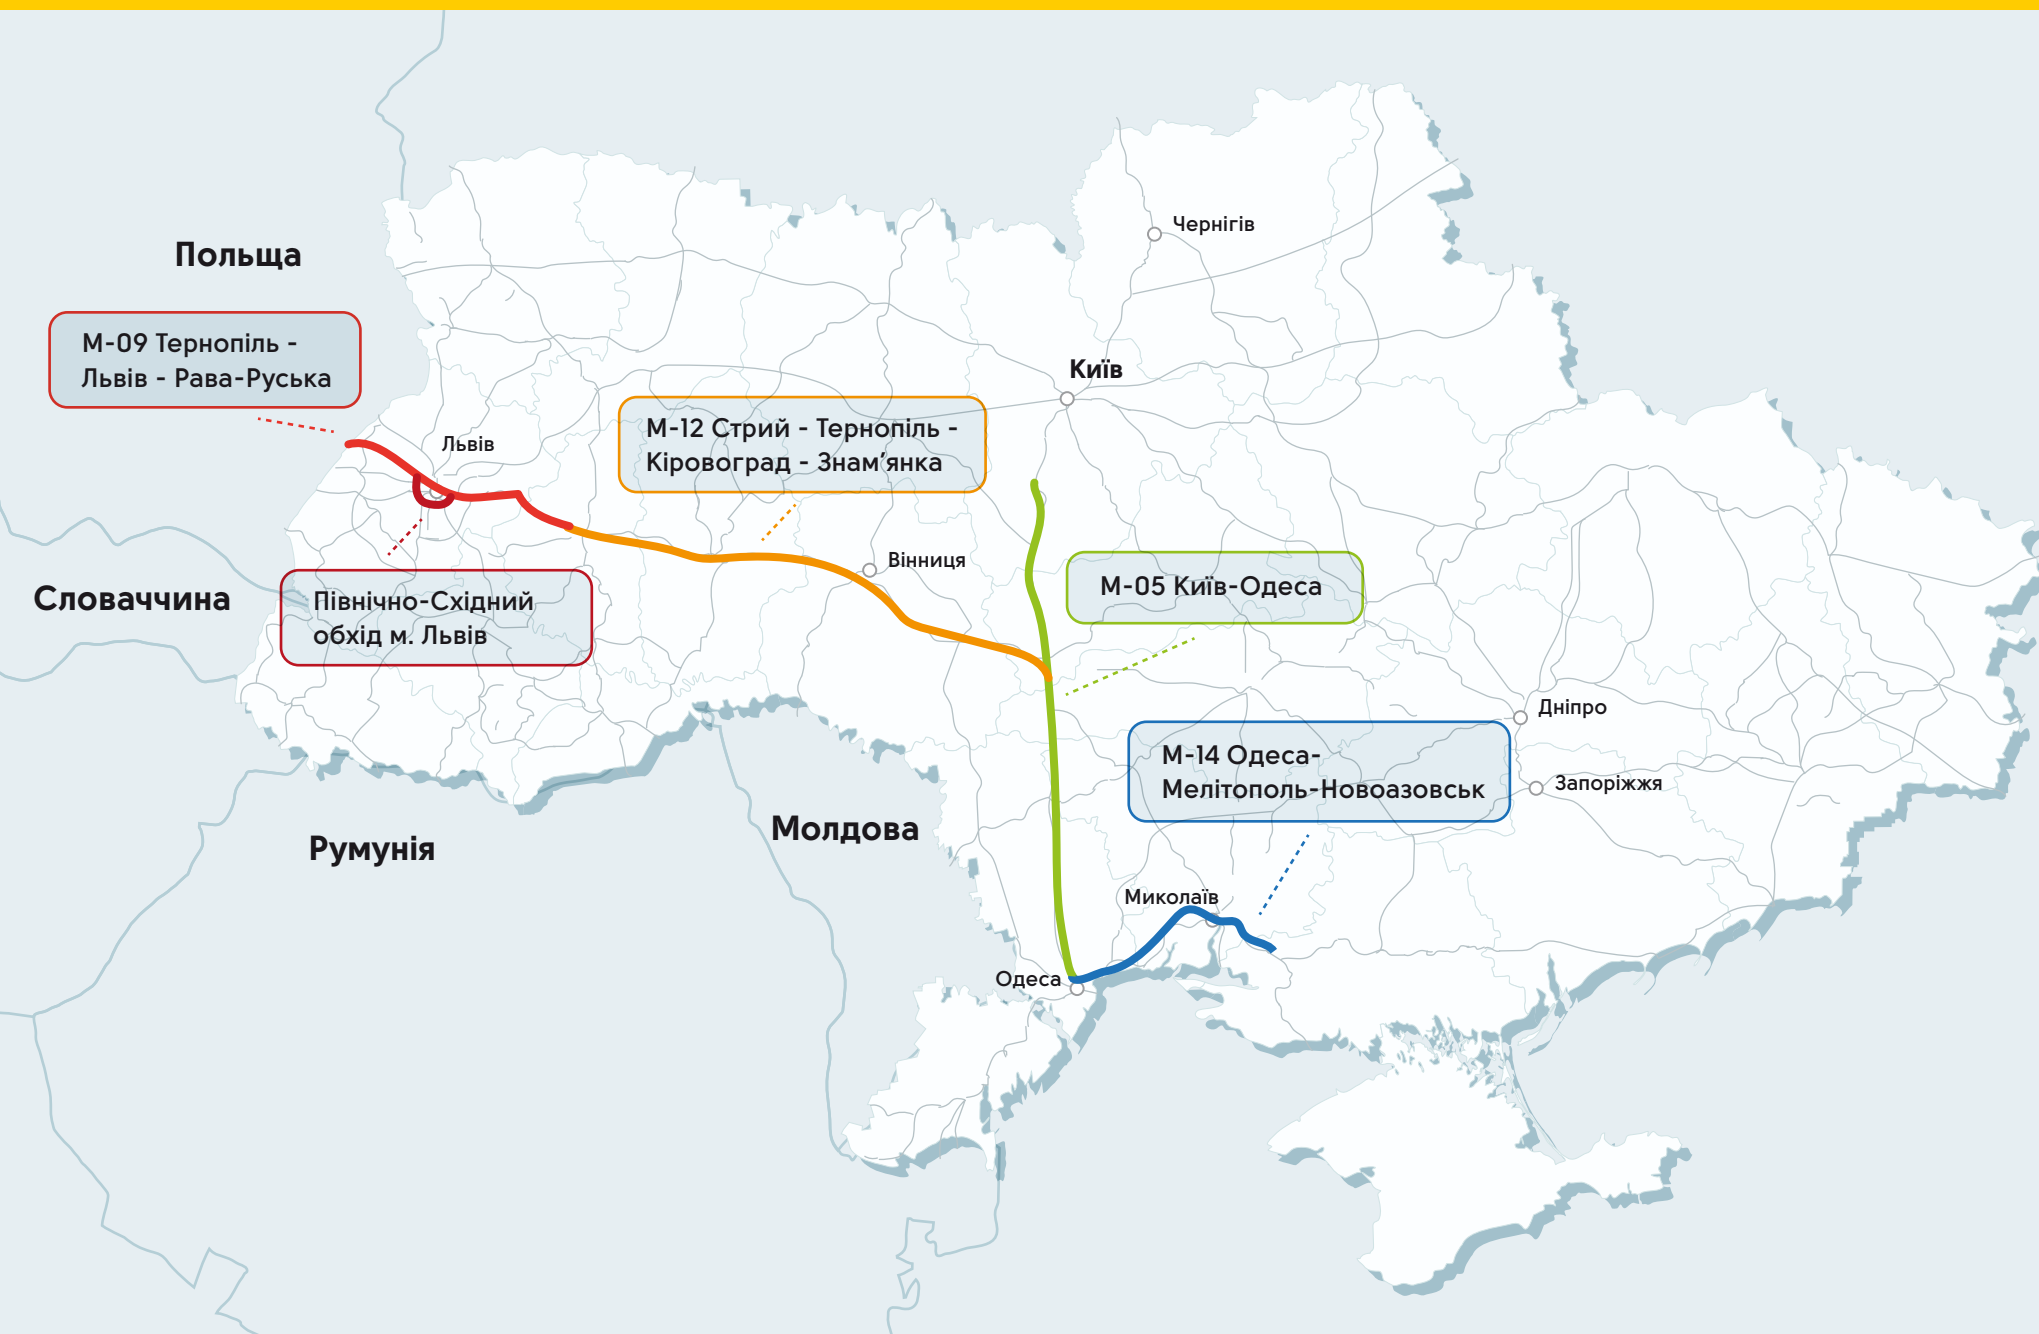 Чернігів
Польща
М-09 Тернопіль -
Львів - Рава-Руська
Київ
М-12 Стрий - Тернопіль -
Кіровоград - Знам’янка
Львів
Вінниця
М-05 Київ-Одеса
Словаччина
Північно-Східний
обхід м. Львів
Дніпро
М-14 Одеса-
Мелітополь-Новоазовськ
Запоріжжя
Молдова
Румунія
Миколаїв
Одеса